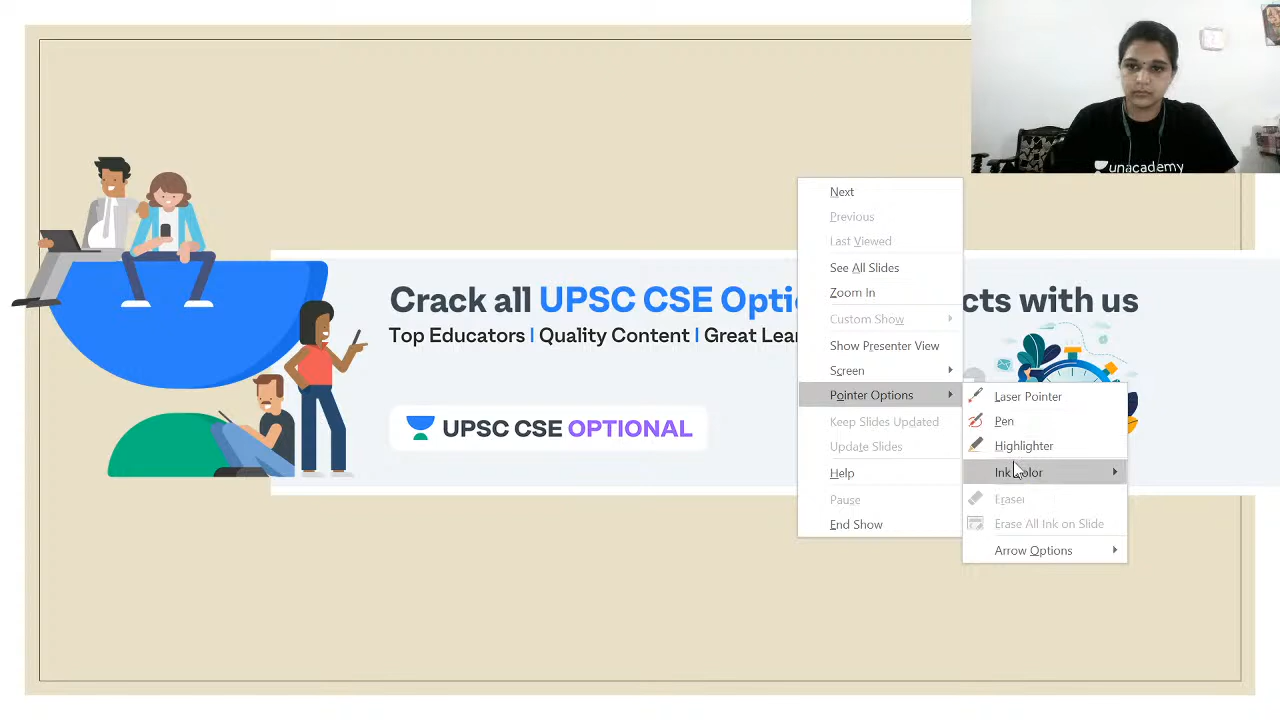 unacademy
Crack all UPSC CSE Opti cts with us
Top Educators | Quality Content | Great Lear
UPSC CSE OPTIONAL
Next
Previous
Last Viewed
See All Slides
Zoom In
Custom Show
Show Presenter View
Screen
Pointer Options
Keep Slides Updated
Update Slides
Help
Pause
End Show
Laser Pointer
Pen
Highlighter
Ink Color
Eraser
Erase All Ink on Slide
Arrow Options